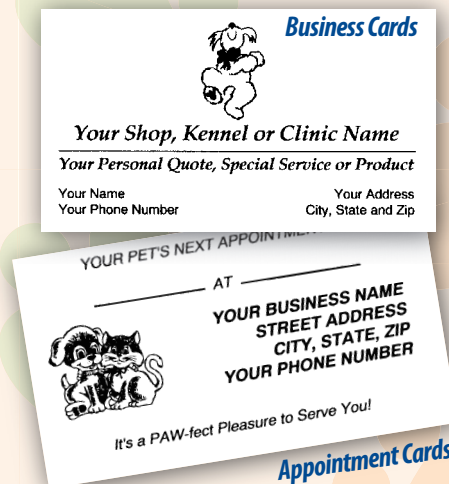 Business Cards
Your Shop, Kennel or Clinic Name
Your Personal Quote, Special Service or Product
Your Name
Your Address
Your Phone Number
City, State and Zip
YOUR PET'S NEXT
AT
YOUR BUSINESS NAME
STREET ADDRESS
CITY, STATE, ZIP
YOUR PHONE NUMBER
It's a PAW-fect Pleasure to Serve You!
Appointment Cards